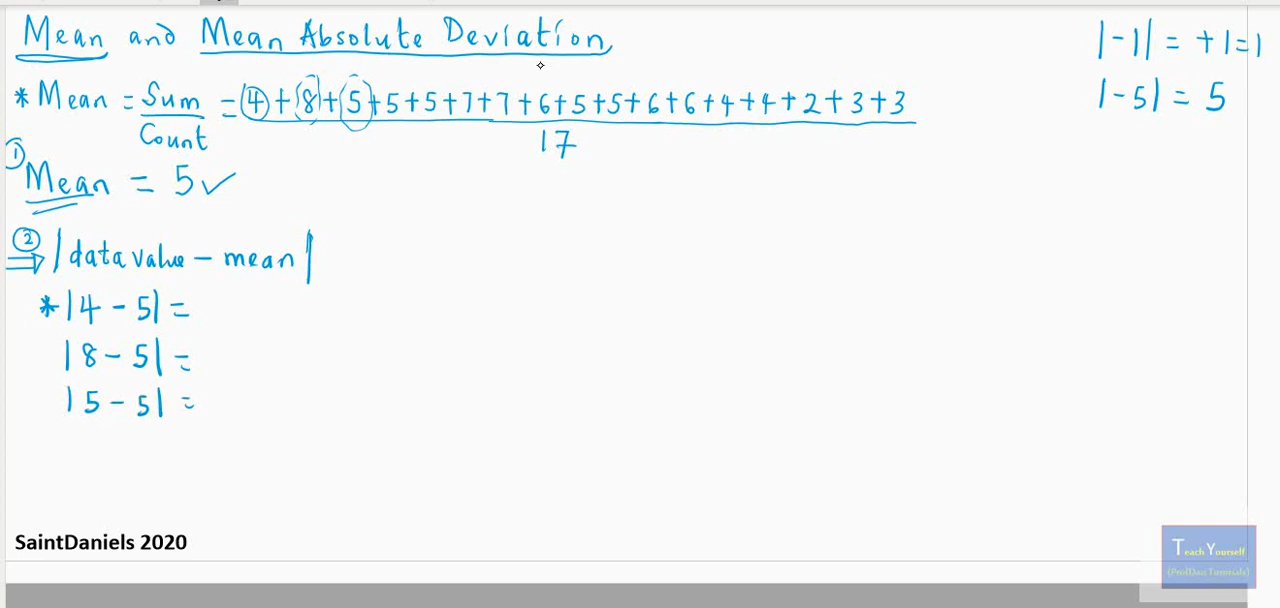 Mean and Mean Absolute Deviation
|-1| = +1=1
|-5| = 5
* Mean = Sum/Count = 4+8+5+5+5+7+7+6+5+5+6+6+4+4+2+3+3
17
① Mean = 5✓
② ⇒ |data value - mean|
* |4 - 5| =
|8 - 5| =
|5 - 5| =
SaintDaniels 2020
Teach Yourself
(ProfDan Tutorials)